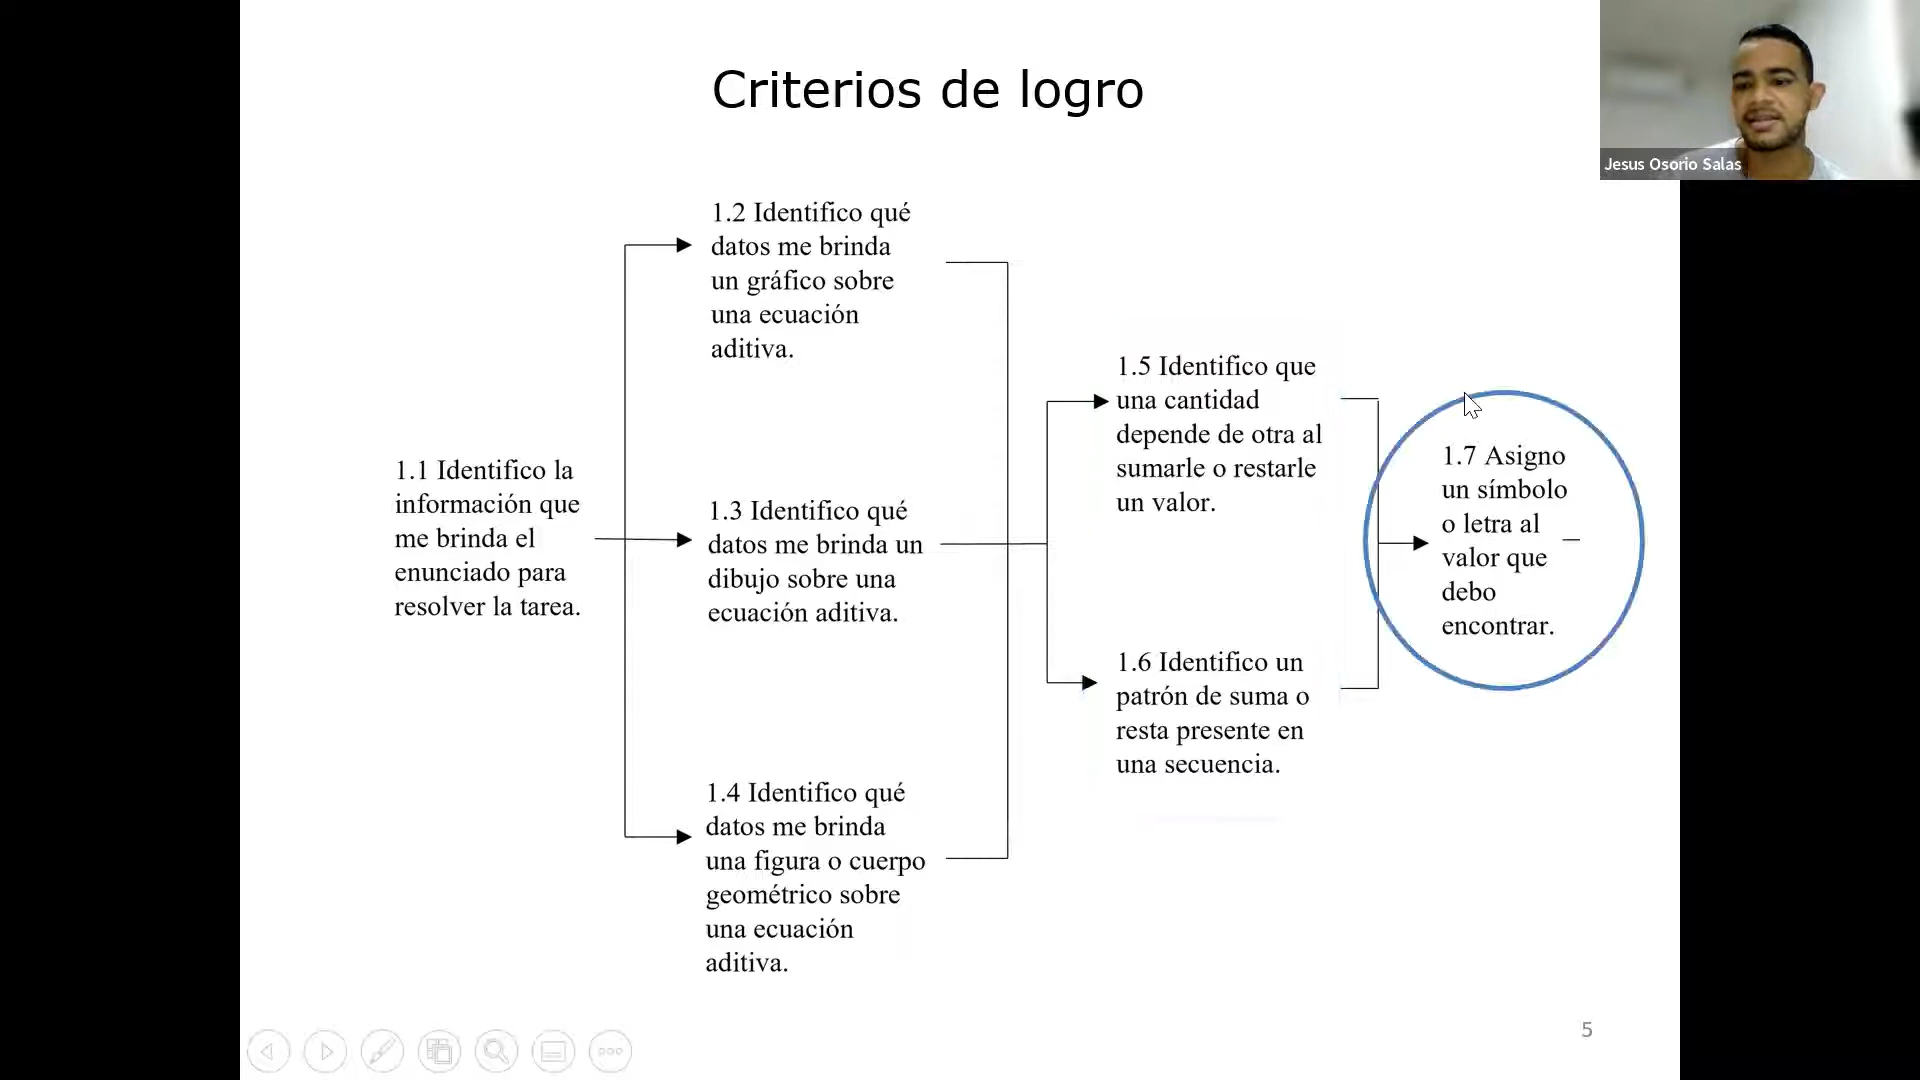 Criterios de logro
Jesus Osorio Salas
1.1 Identifico la
información que
me brinda el
enunciado para
resolver la tarea.
1.2 Identifico qué
datos me brinda
un gráfico sobre
una ecuación
aditiva.
1.3 Identifico qué
datos me brinda un
dibujo sobre una
ecuación aditiva.
1.4 Identifico qué
datos me brinda
una figura o cuerpo
geométrico sobre
una ecuación
aditiva.
1.5 Identifico que
una cantidad
depende de otra al
sumarle o restarle
un valor.
1.6 Identifico un
patrón de suma o
resta presente en
una secuencia.
1.7 Asigno
un símbolo
o letra al
valor que
debo
encontrar.
5